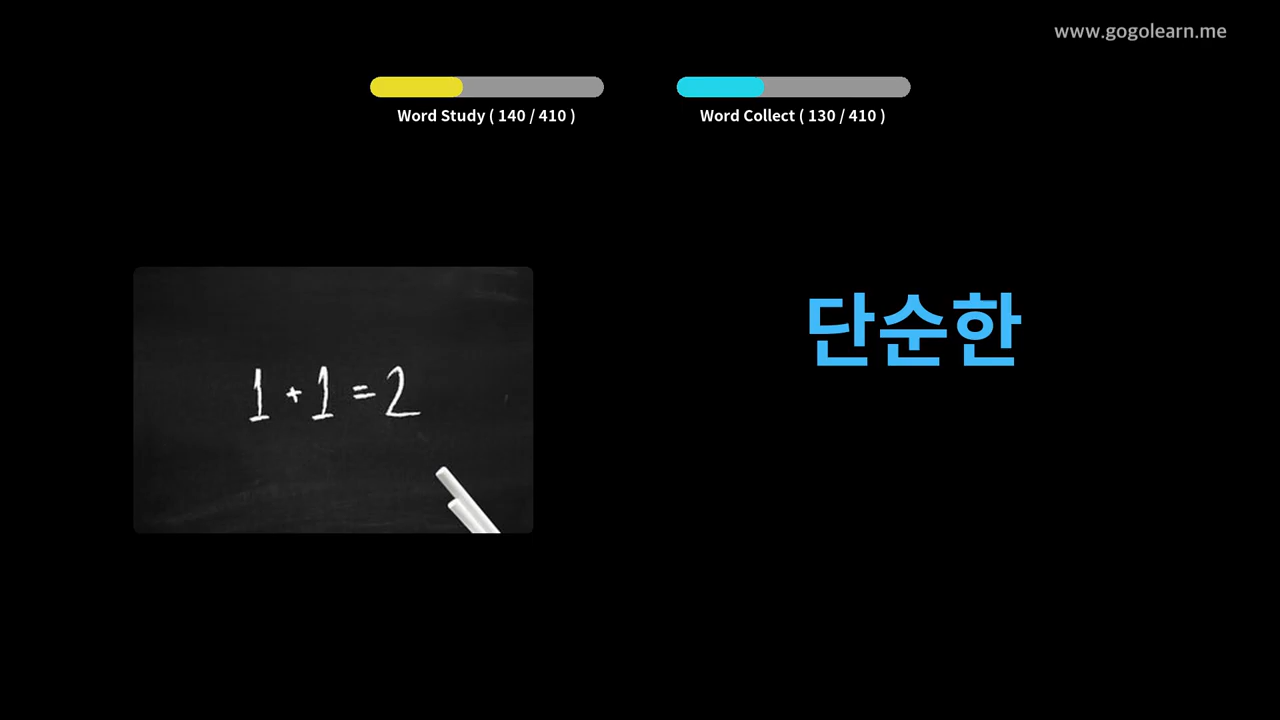 www.gogolearn.me
Word Study ( 140 / 410 )
Word Collect ( 130 / 410 )
1 + 1 = 2
단순한